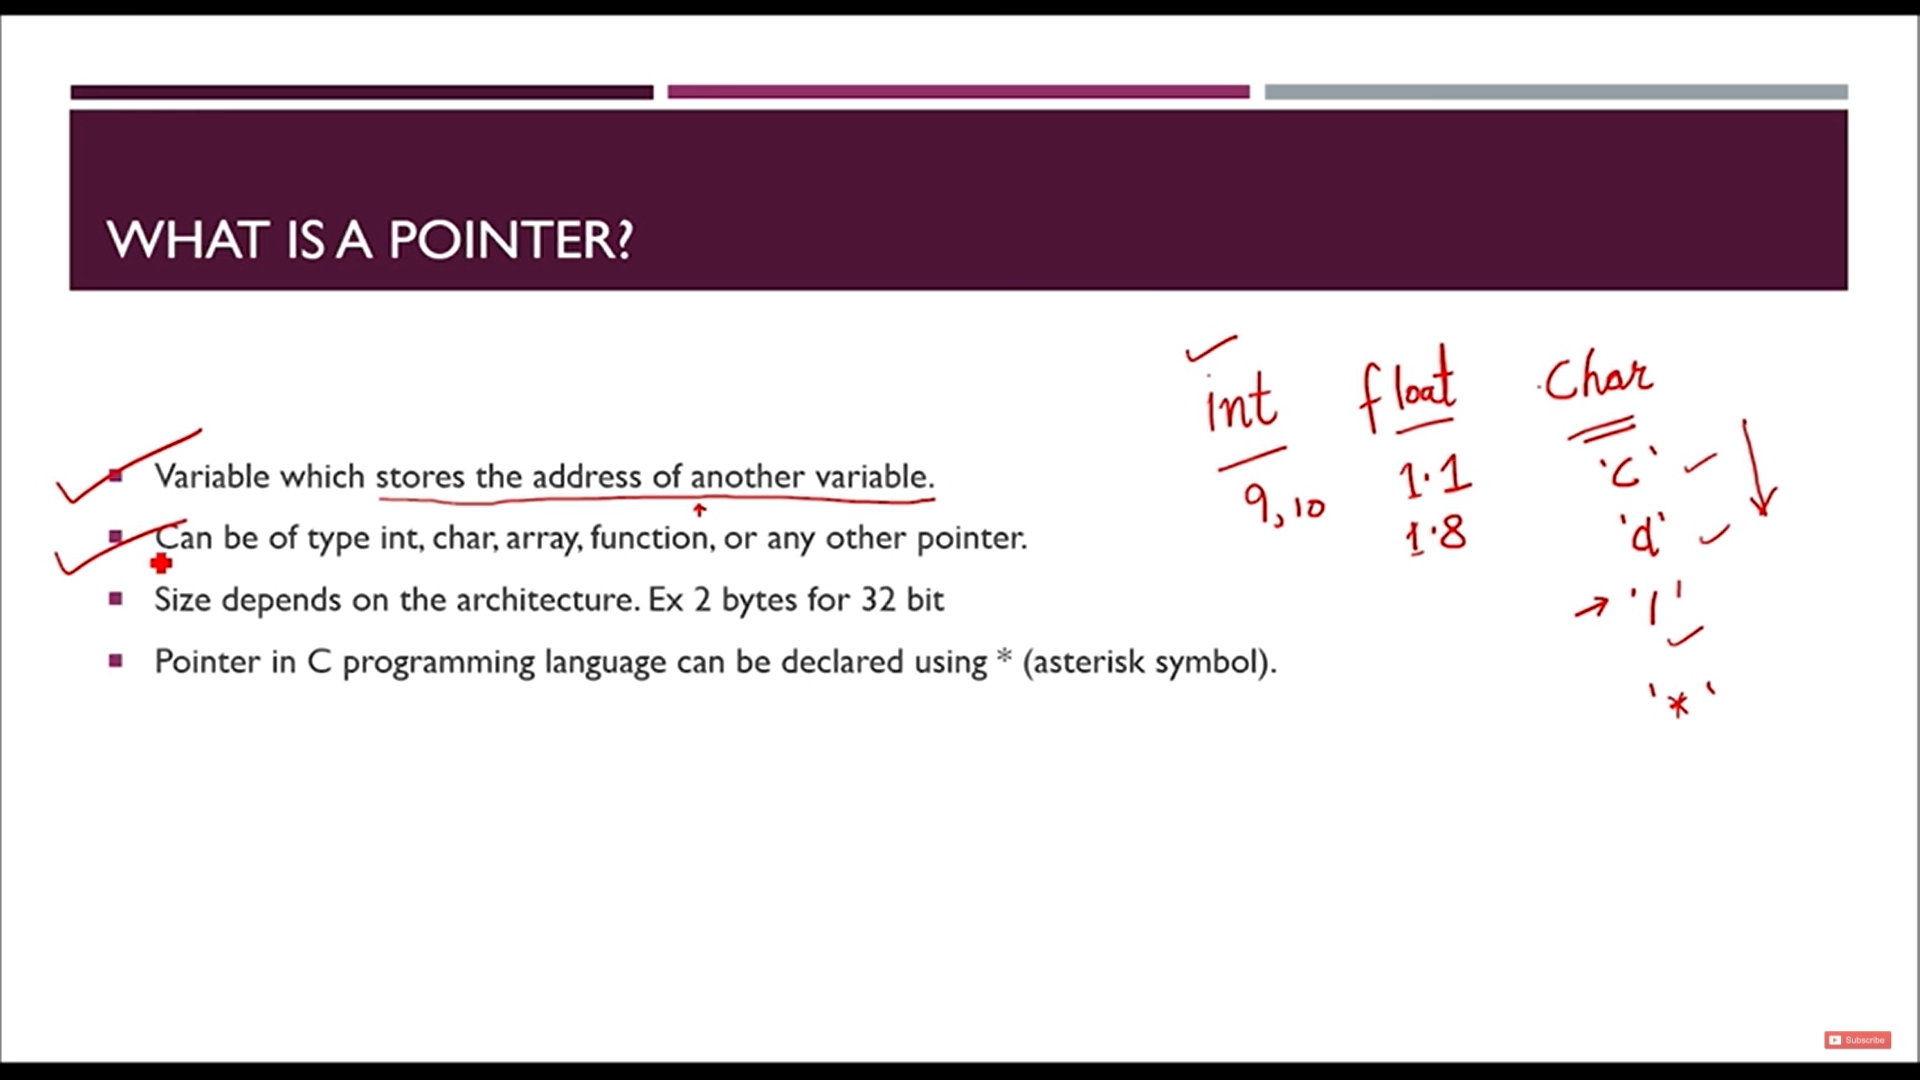 WHAT IS A POINTER?
int float Char
Variable which stores the address of another variable.
9, 10 1.1 'c'
Can be of type int, char, array, function, or any other pointer.
1.8 'd'
Size depends on the architecture. Ex 2 bytes for 32 bit
'1'
Pointer in C programming language can be declared using * (asterisk symbol).
'*'
Subscribe